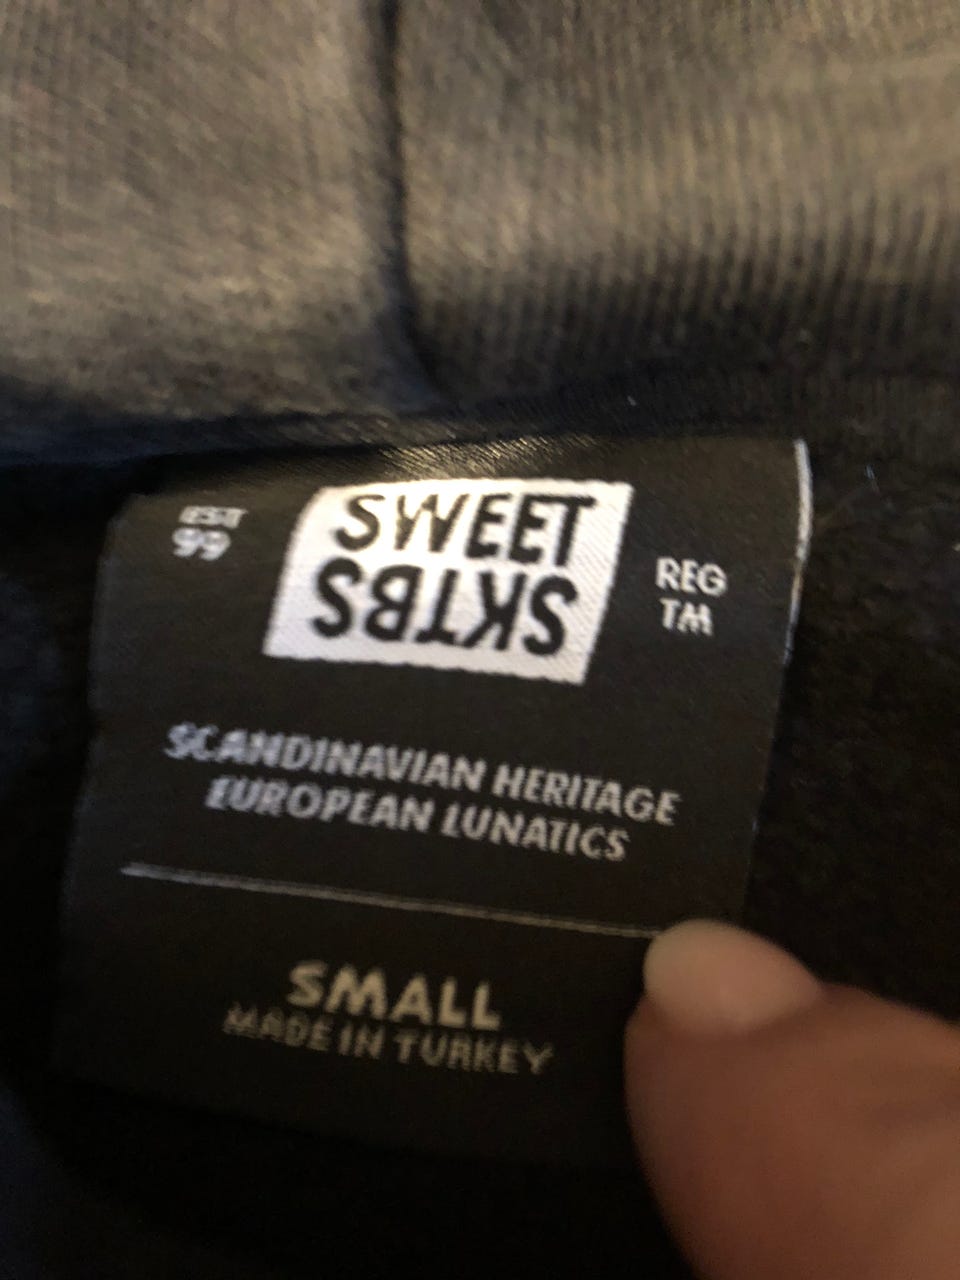 EST
99
SWEET
SKTBS
REG
TM
SCANDINAVIAN HERITAGE
EUROPEAN LUNATICS
SMALL
MADE IN TURKEY